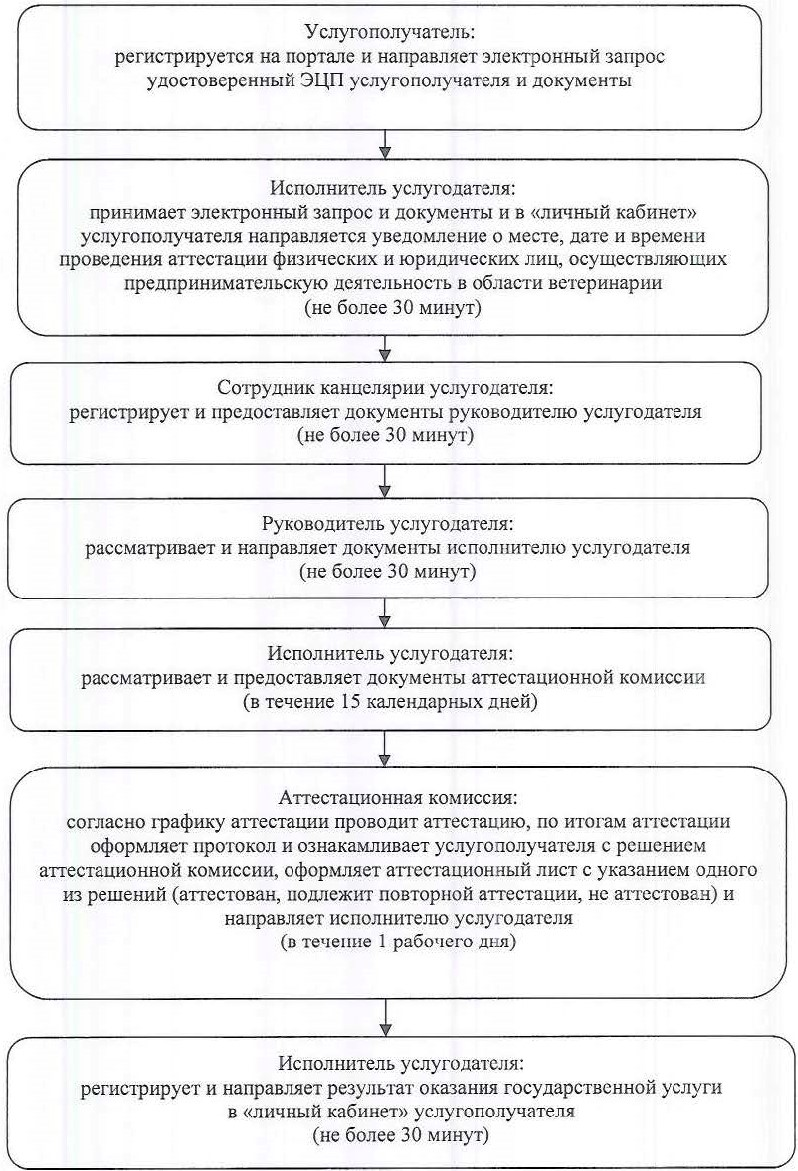 Услугополучатель:
регистрируется на портале и направляет электронный запрос
удостоверенный ЭЦП услугополучателя и документы
Исполнитель услугодателя:
принимает электронный запрос и документы и в «личный кабинет»
услугополучателя направляется уведомление о месте, дате и времени
проведения аттестации физических и юридических лиц, осуществляющих
предпринимательскую деятельность в области ветеринарии
(не более 30 минут)
Сотрудник канцелярии услугодателя:
регистрирует и предоставляет документы руководителю услугодателя
(не более 30 минут)
Руководитель услугодателя:
рассматривает и направляет документы исполнителю услугодателя
(не более 30 минут)
Исполнитель услугодателя:
рассматривает и предоставляет документы аттестационной комиссии
(в течение 15 календарных дней)
Аттестационная комиссия:
согласно графику аттестации проводит аттестацию, по итогам аттестации
оформляет протокол и ознакамливает услугополучателя с решением
аттестационной комиссии, оформляет аттестационный лист с указанием одного
из решений (аттестован, подлежит повторной аттестации, не аттестован) и
направляет исполнителю услугодателя
(в течение 1 рабочего дня)
Исполнитель услугодателя:
регистрирует и направляет результат оказания государственной услуги
в «личный кабинет» услугополучателя
(не более 30 минут)